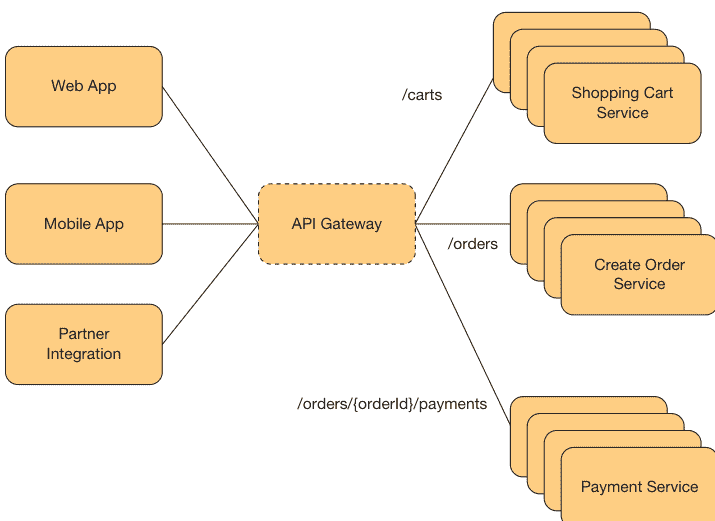 Web App
Mobile App
Partner
Integration
API Gateway
/carts
/orders
/orders/{orderId}/payments
Shopping Cart
Service
Create Order
Service
Payment Service